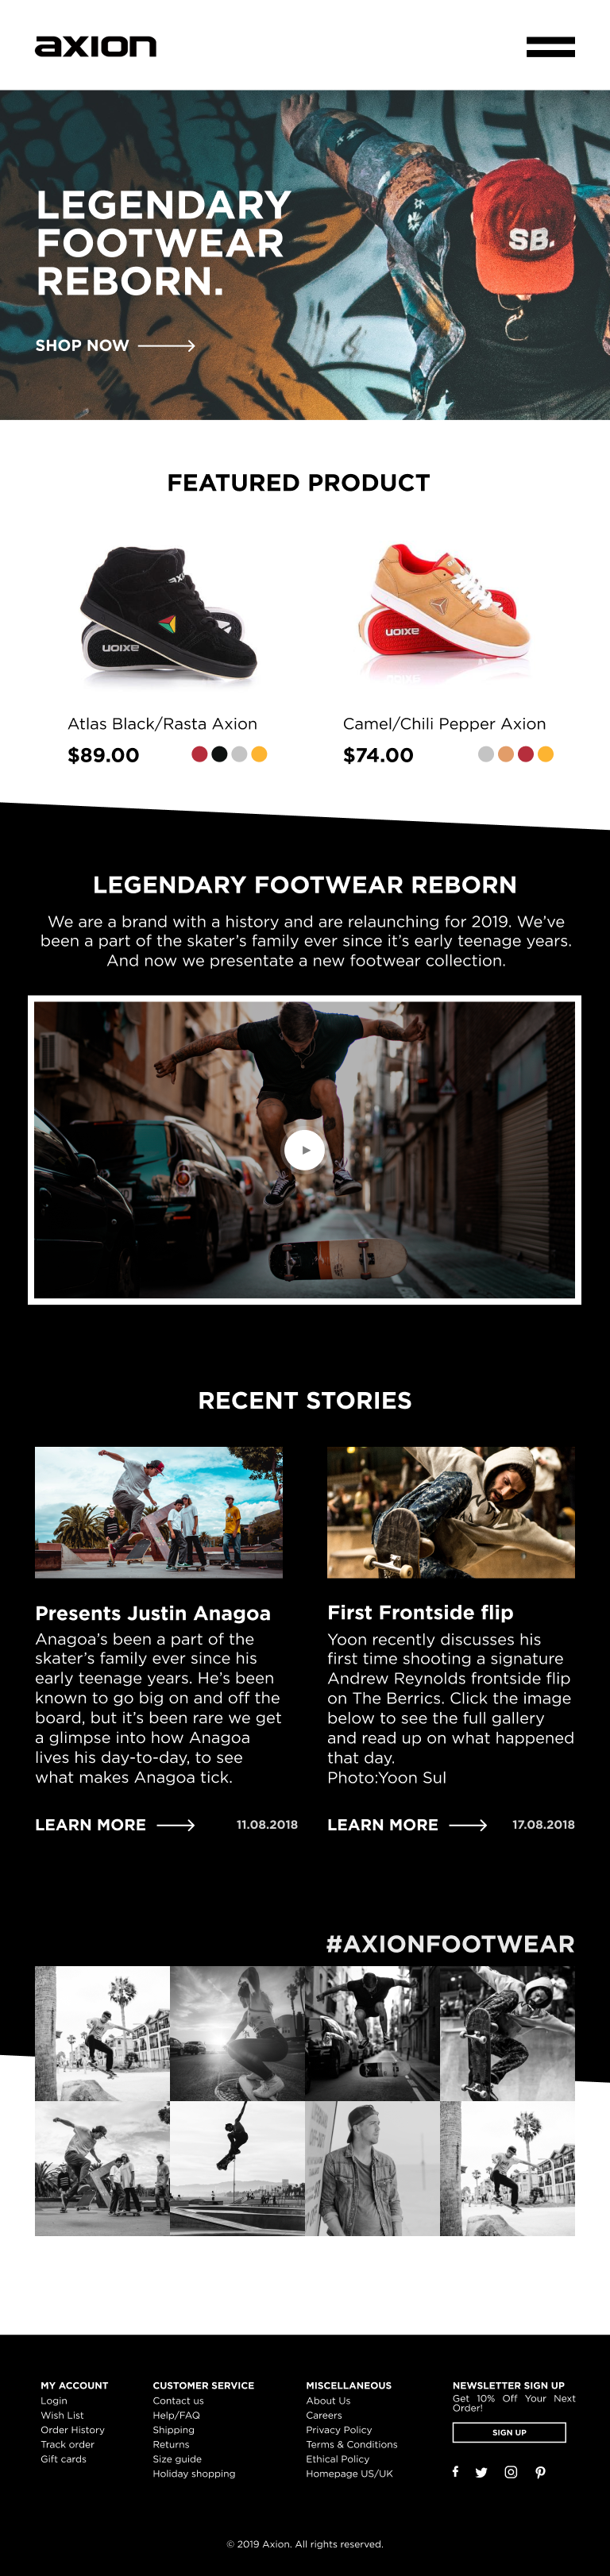 axion
LEGENDARY
FOOTWEAR
REBORN.
SB.
SHOP NOW
FEATURED PRODUCT
axion
axion
Atlas Black/Rasta Axion
$89.00
Camel/Chili Pepper Axion
$74.00
LEGENDARY FOOTWEAR REBORN
We are a brand with a history and are relaunching for 2019. We've
been a part of the skater's family ever since it's early teenage years.
And now we presentate a new footwear collection.
RECENT STORIES
Presents Justin Anagoa
Anagoa's been a part of the
skater's family ever since his
early teenage years. He's been
known to go big on and off the
board, but it's been rare we get
a glimpse into how Anagoa
lives his day-to-day, to see
what makes Anagoa tick.
LEARN MORE
11.08.2018
First Frontside flip
Yoon recently discusses his
first time shooting a signature
Andrew Reynolds frontside flip
on The Berrics. Click the image
below to see the full gallery
and read up on what happened
that day.
Photo:Yoon Sul
LEARN MORE
17.08.2018
#AXIONFOOTWEAR
MY ACCOUNT
Login
Wish List
Order History
Track order
Gift cards
CUSTOMER SERVICE
Contact us
Help/FAQ
Shipping
Returns
Size guide
Holiday shopping
MISCELLANEOUS
About Us
Careers
Privacy Policy
Terms & Conditions
Ethical Policy
Homepage US/UK
NEWSLETTER SIGN UP
Get 10% Off Your Next
Order!
SIGN UP
© 2019 Axion. All rights reserved.